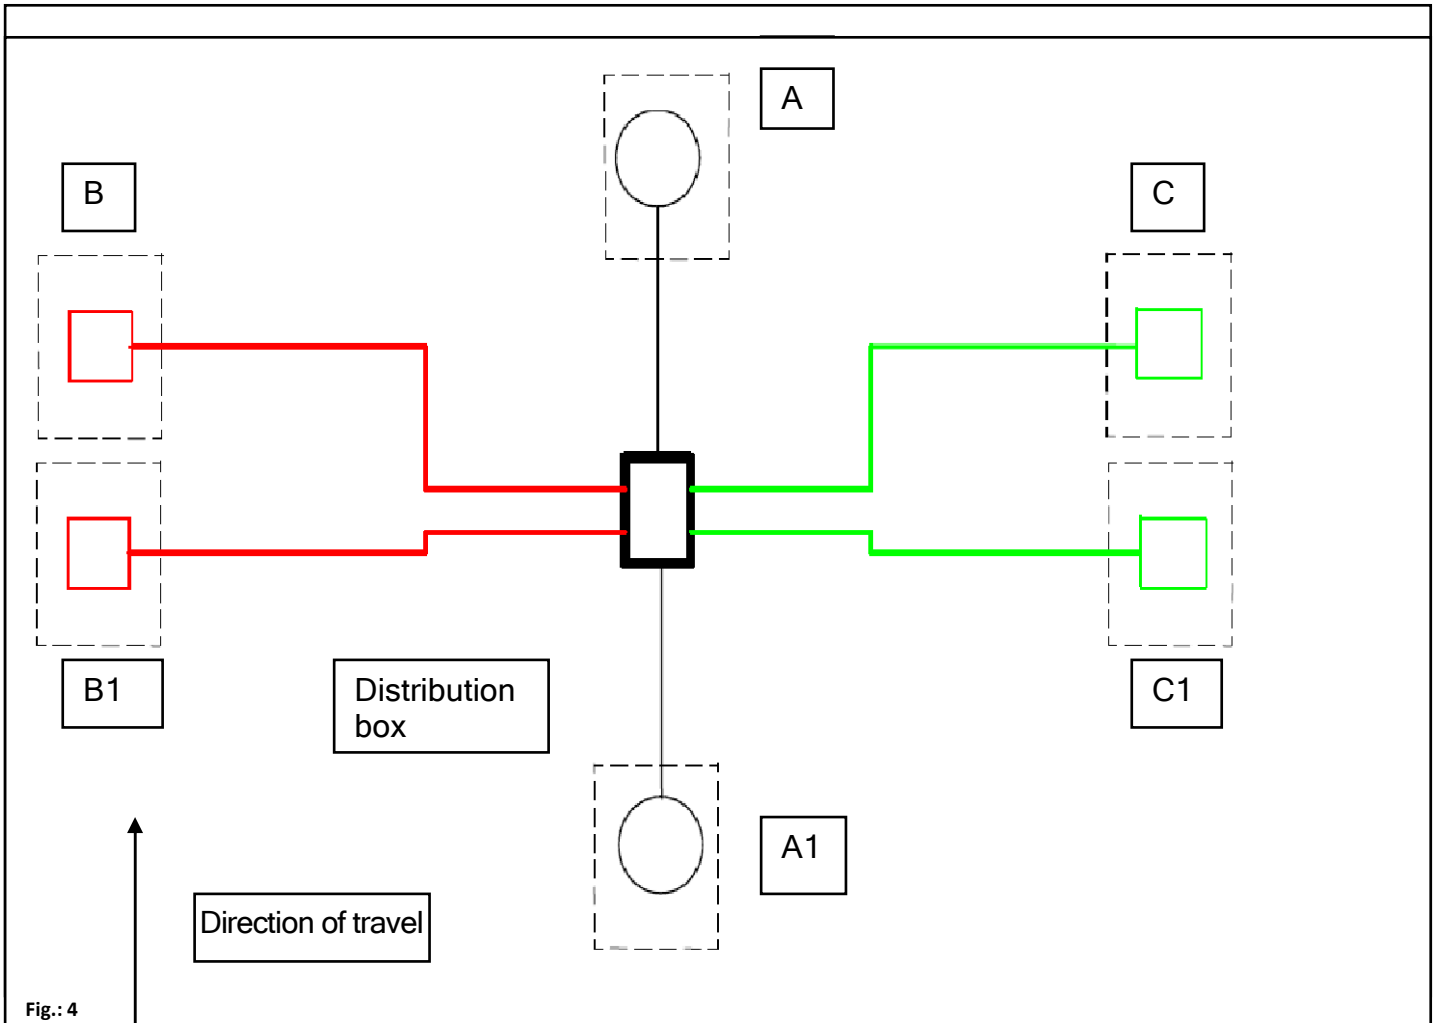 A
B
C
B1
Distribution
box
C1
A1
Direction of travel
Fig.: 4